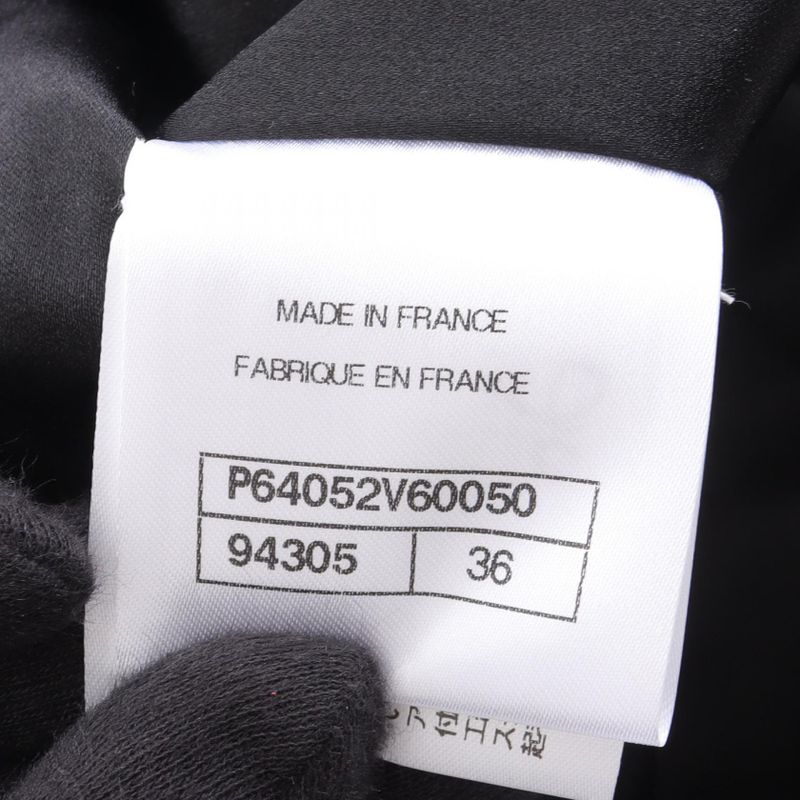 MADE IN FRANCE
FABRIQUE EN FRANCE
P64052V60050
94305 36